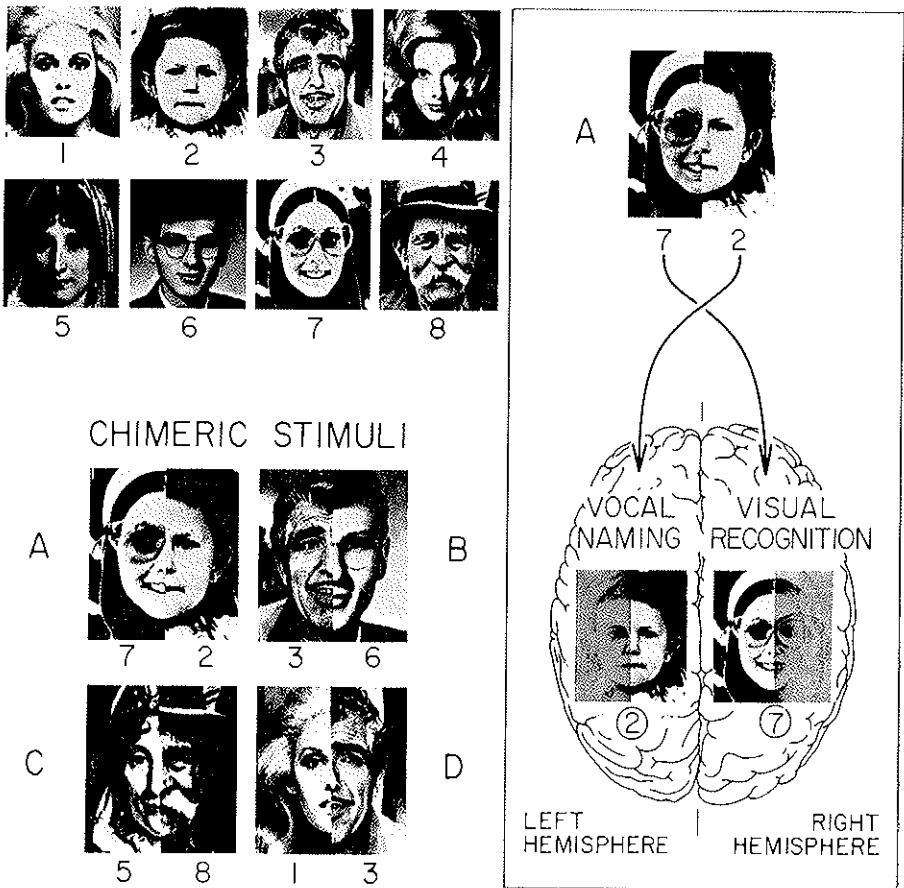 1 2 3 4
5 6 7 8
CHIMERIC STIMULI
A B
7 2 3 6
C D
5 8 1 3
A
7 2
VOCAL NAMING
VISUAL RECOGNITION
2 7
LEFT HEMISPHERE
RIGHT HEMISPHERE